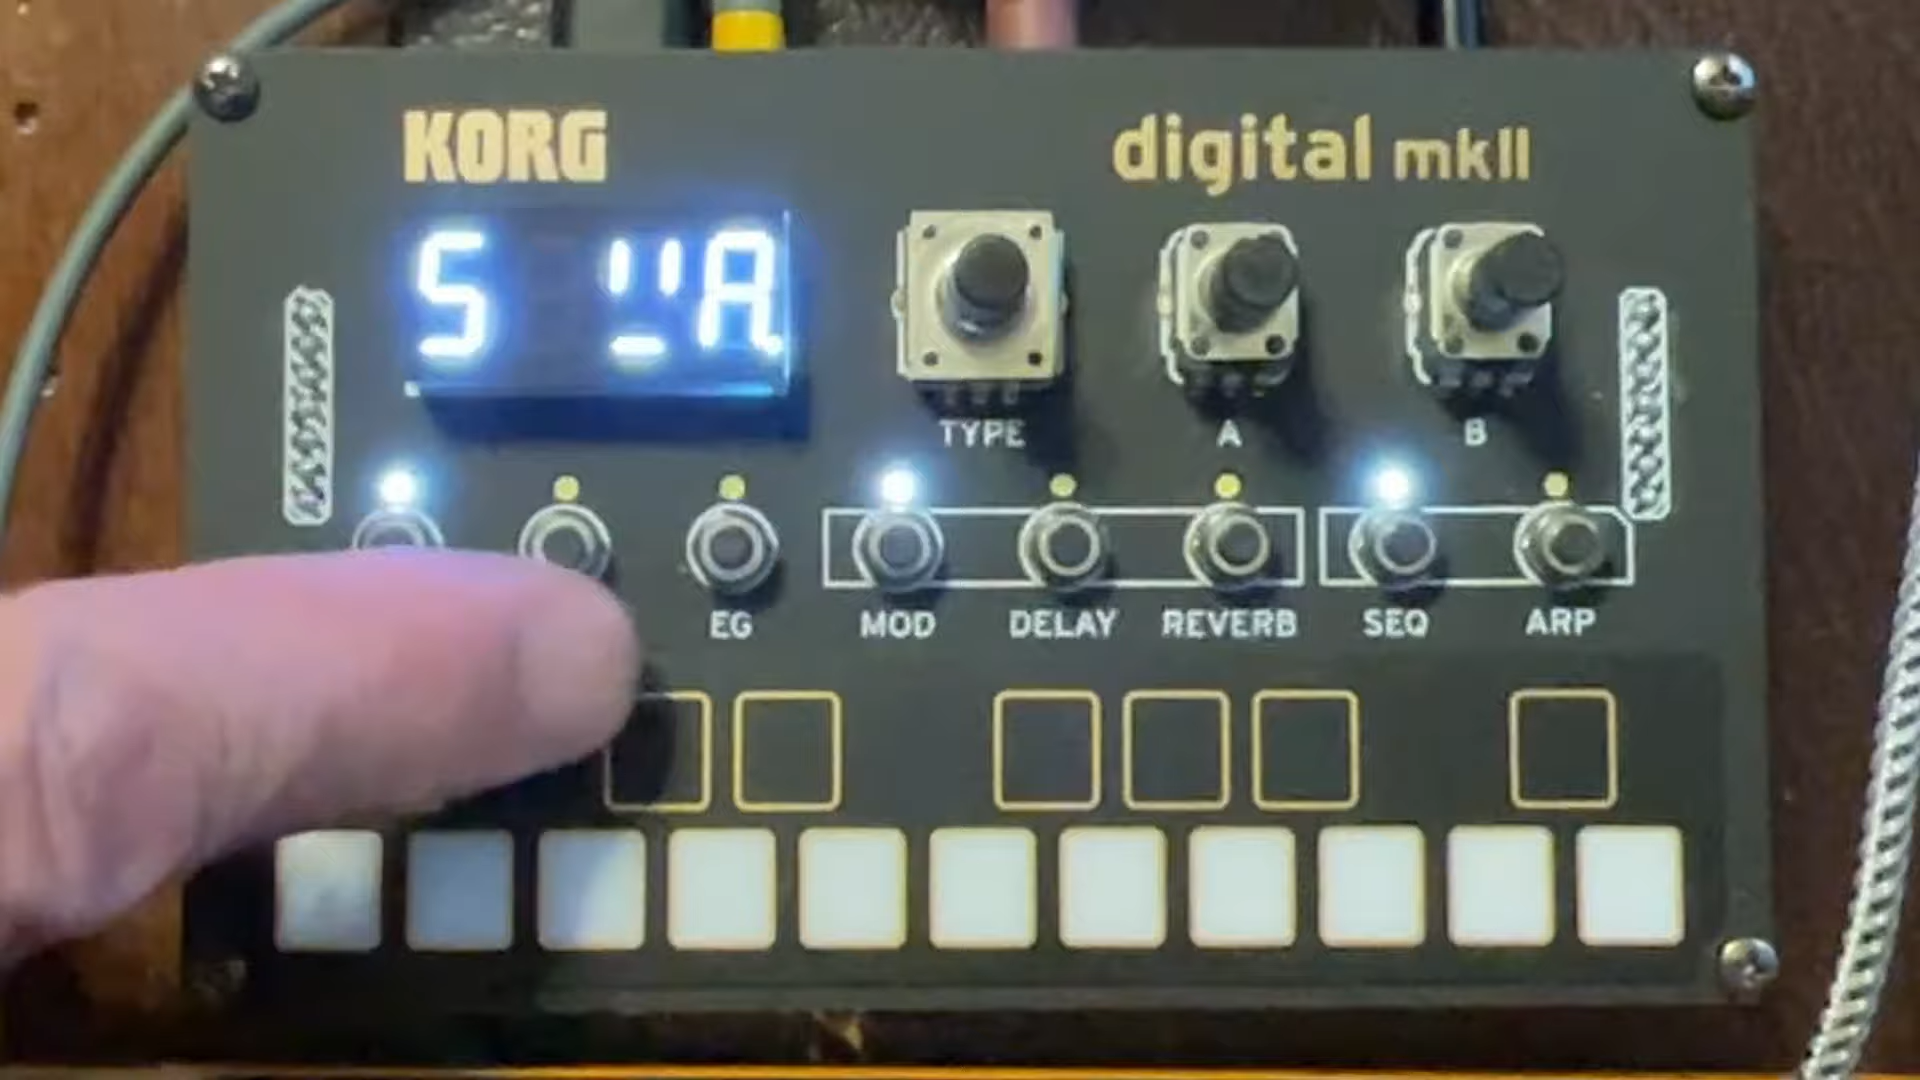 KORG
digital mkII
TYPE
A
B
EG
MOD
DELAY
REVERB
SEQ
ARP